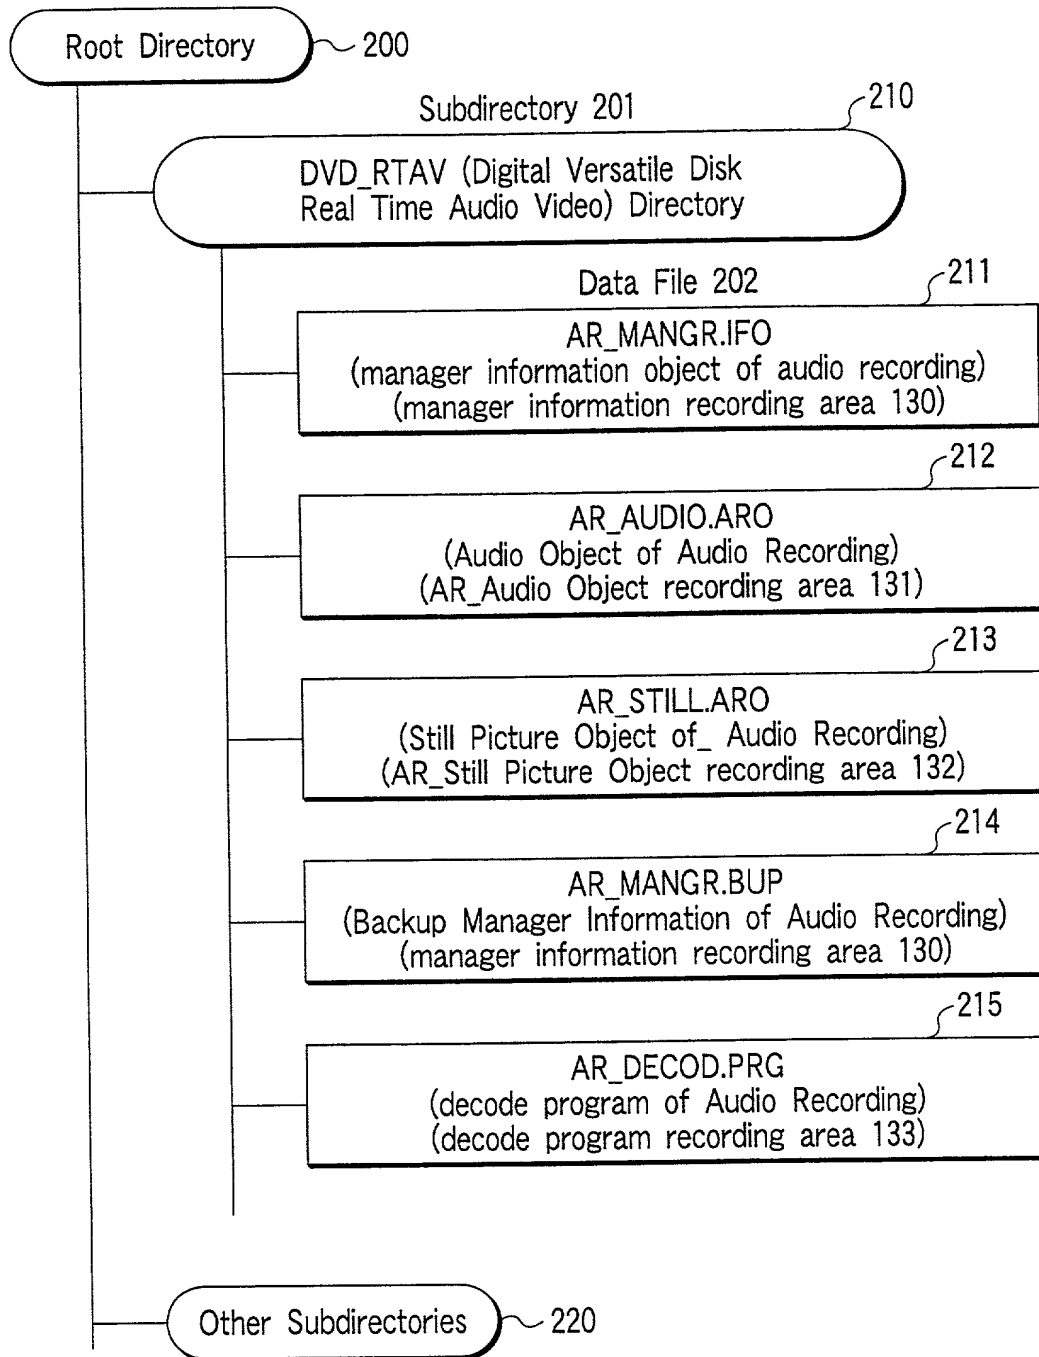 Root Directory
200
Subdirectory 201
210
DVD_RTAV (Digital Versatile Disk
Real Time Audio Video) Directory
Data File 202
211
AR_MANGR.IFO
(manager information object of audio recording)
(manager information recording area 130)
212
AR_AUDIO.ARO
(Audio Object of Audio Recording)
(AR_Audio Object recording area 131)
213
AR_STILL.ARO
(Still Picture Object of_ Audio Recording)
(AR_Still Picture Object recording area 132)
214
AR_MANGR.BUP
(Backup Manager Information of Audio Recording)
(manager information recording area 130)
215
AR_DECOD.PRG
(decode program of Audio Recording)
(decode program recording area 133)
Other Subdirectories
220